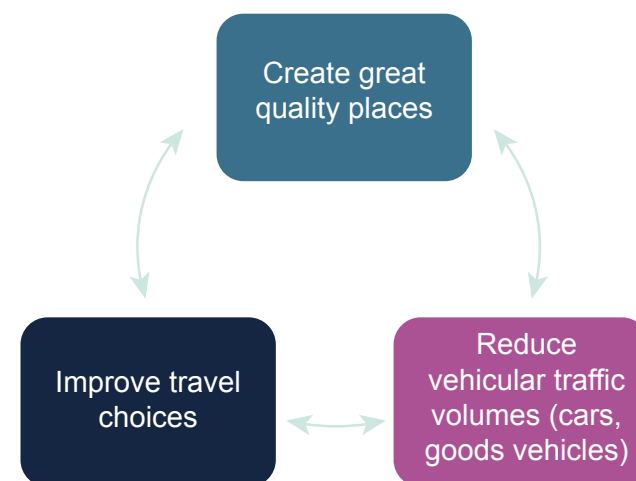 Create great
quality places
Improve travel
choices
Reduce
vehicular traffic
volumes (cars,
goods vehicles)